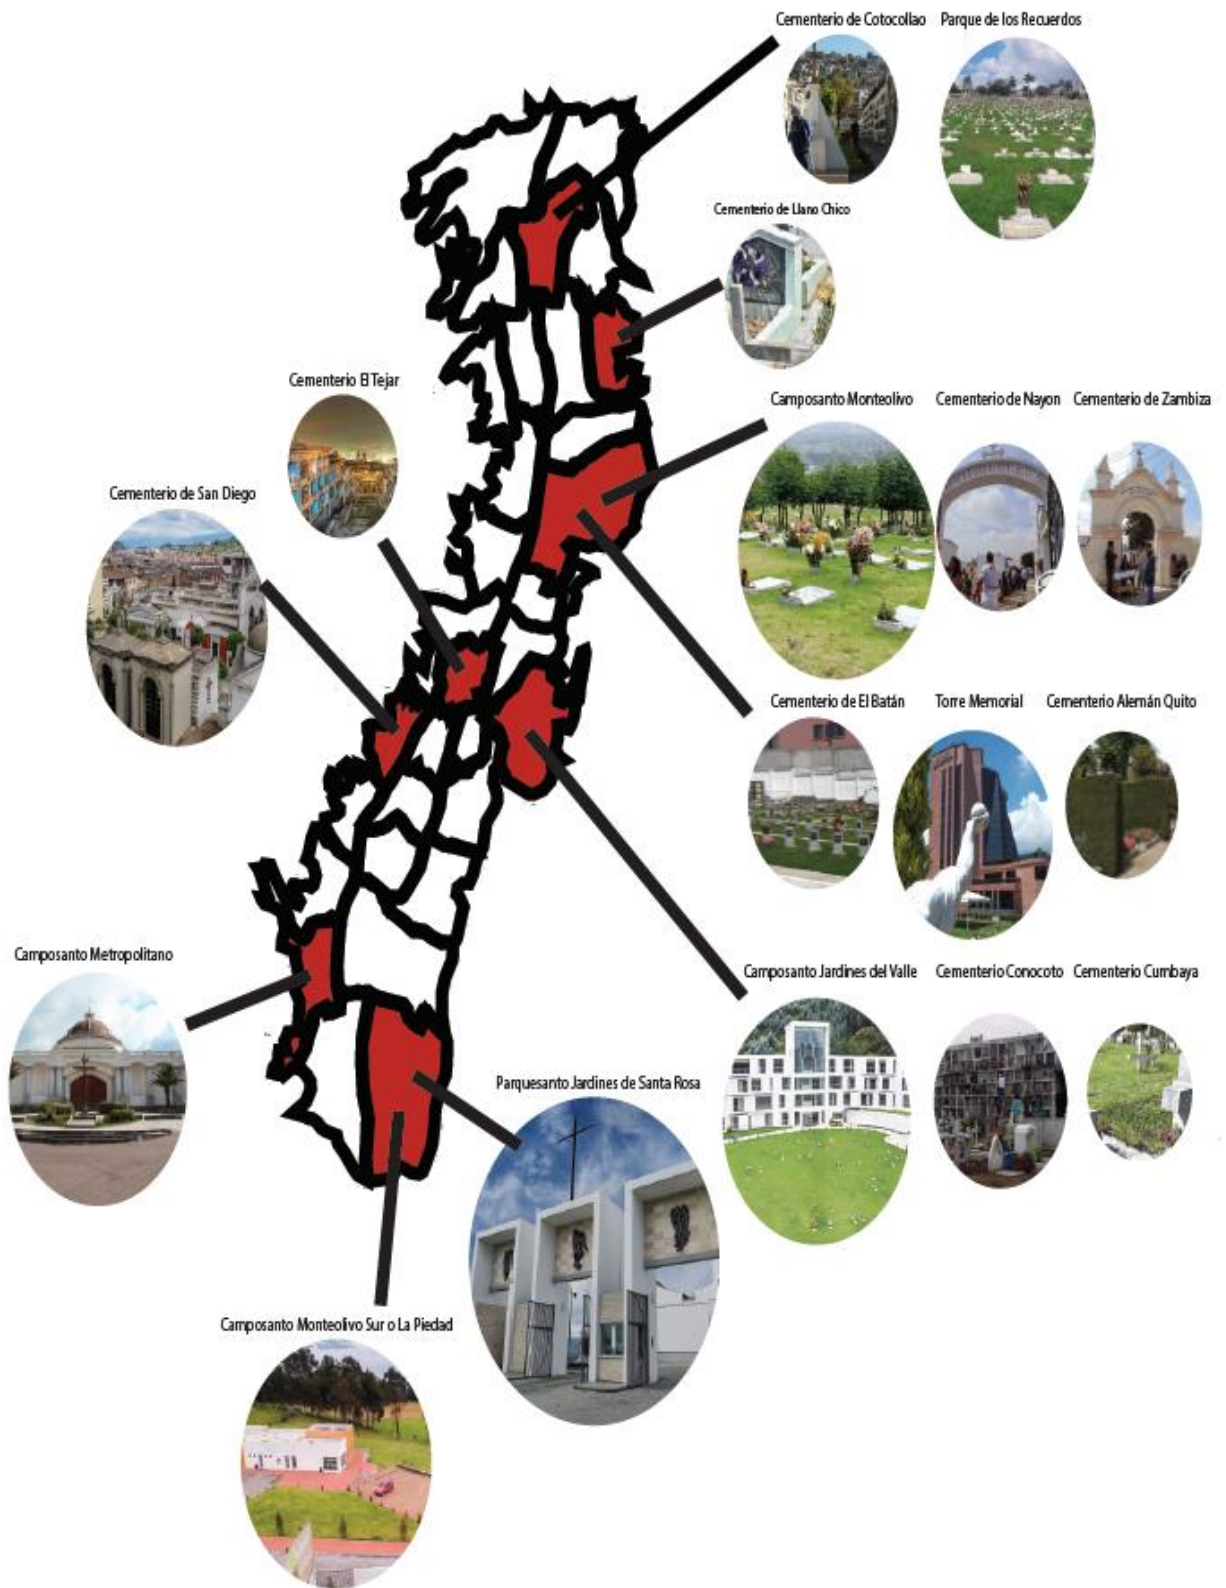 Cementerio de Cotocollao
Parque de los Recuerdos
Cementerio de Llano Chico
Cementerio El Tejar
Camposanto Monteolivo
Cementerio de Nayon
Cementerio de Zambiza
Cementerio de San Diego
Cementerio de El Batán
Torre Memorial
Cementerio Alemán Quito
Camposanto Metropolitano
Camposanto Jardines del Valle
Cementerio Conocoto
Cementerio Cumbaya
Parquesanto Jardines de Santa Rosa
Camposanto Monteolivo Sur o La Piedad